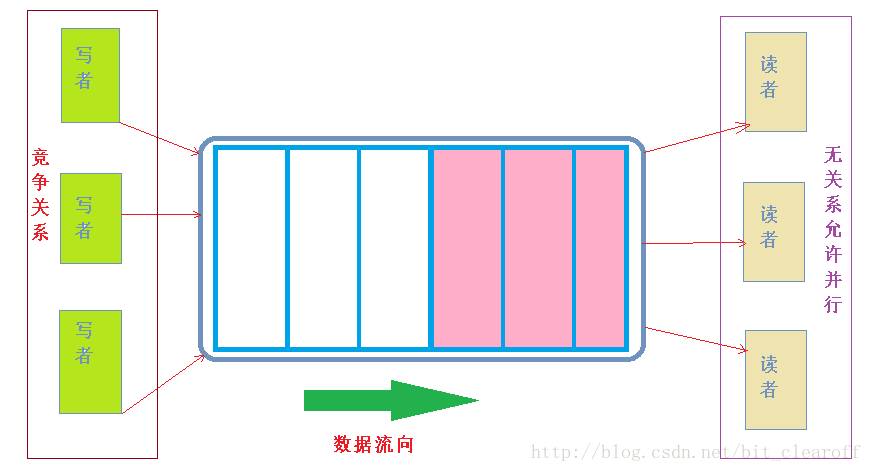 写者
写者
写者
竞争关系
读者
读者
读者
无关系允许并行
数据流向
http://blog.csdn.net/bit_clearoff